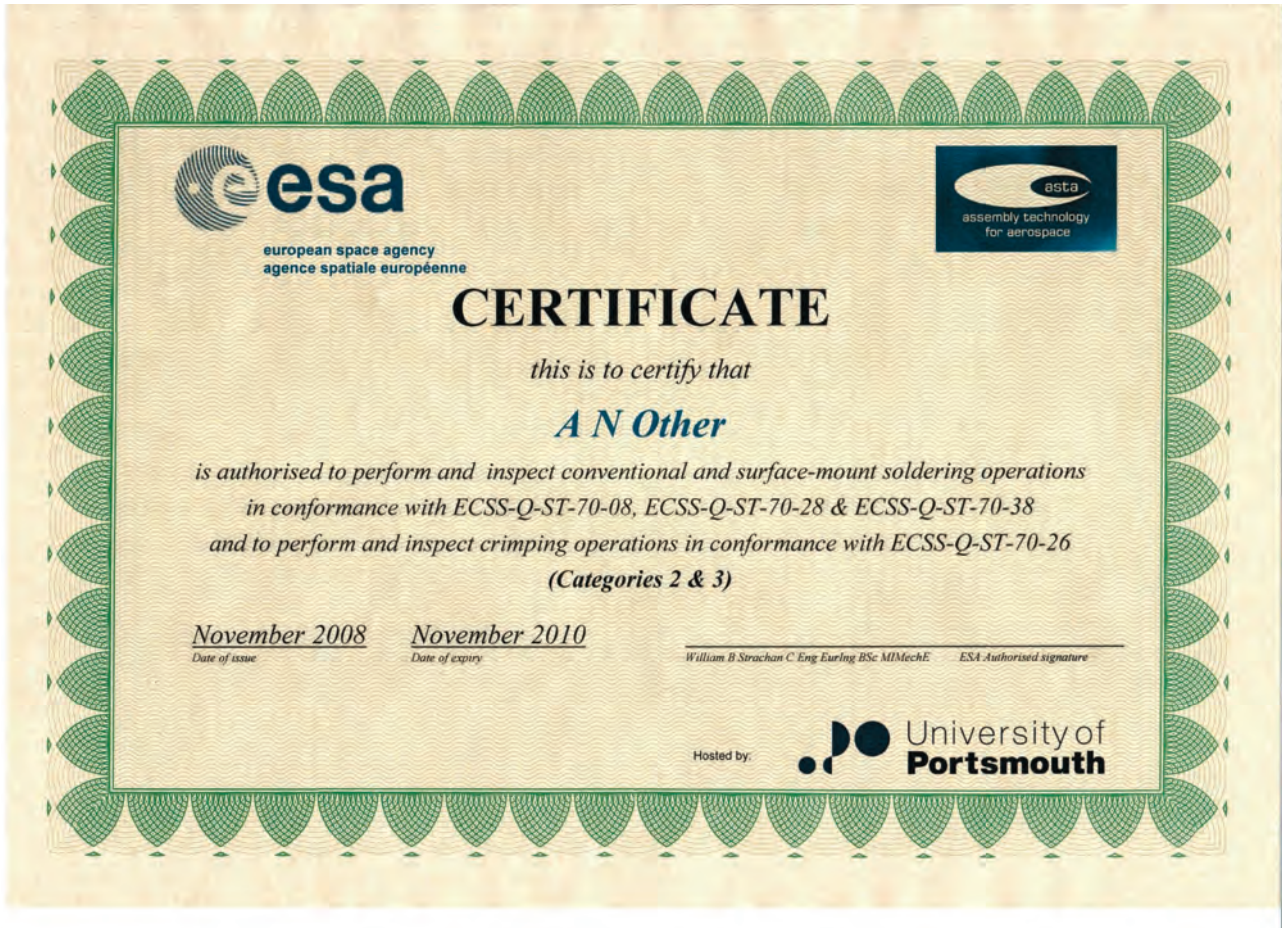 esa
european space agency
agence spatiale européenne
asta
assembly technology
for aerospace
CERTIFICATE
this is to certify that
A N Other
is authorised to perform and inspect conventional and surface-mount soldering operations
in conformance with ECSS-Q-ST-70-08, ECSS-Q-ST-70-28 & ECSS-Q-ST-70-38
and to perform and inspect crimping operations in conformance with ECSS-Q-ST-70-26
(Categories 2 & 3)
November 2008 November 2010
Date of issue Date of expiry
William B Strachan C Eng EurIng BSc MIMechE ESA Authorised signature
Hosted by:
University of
Portsmouth